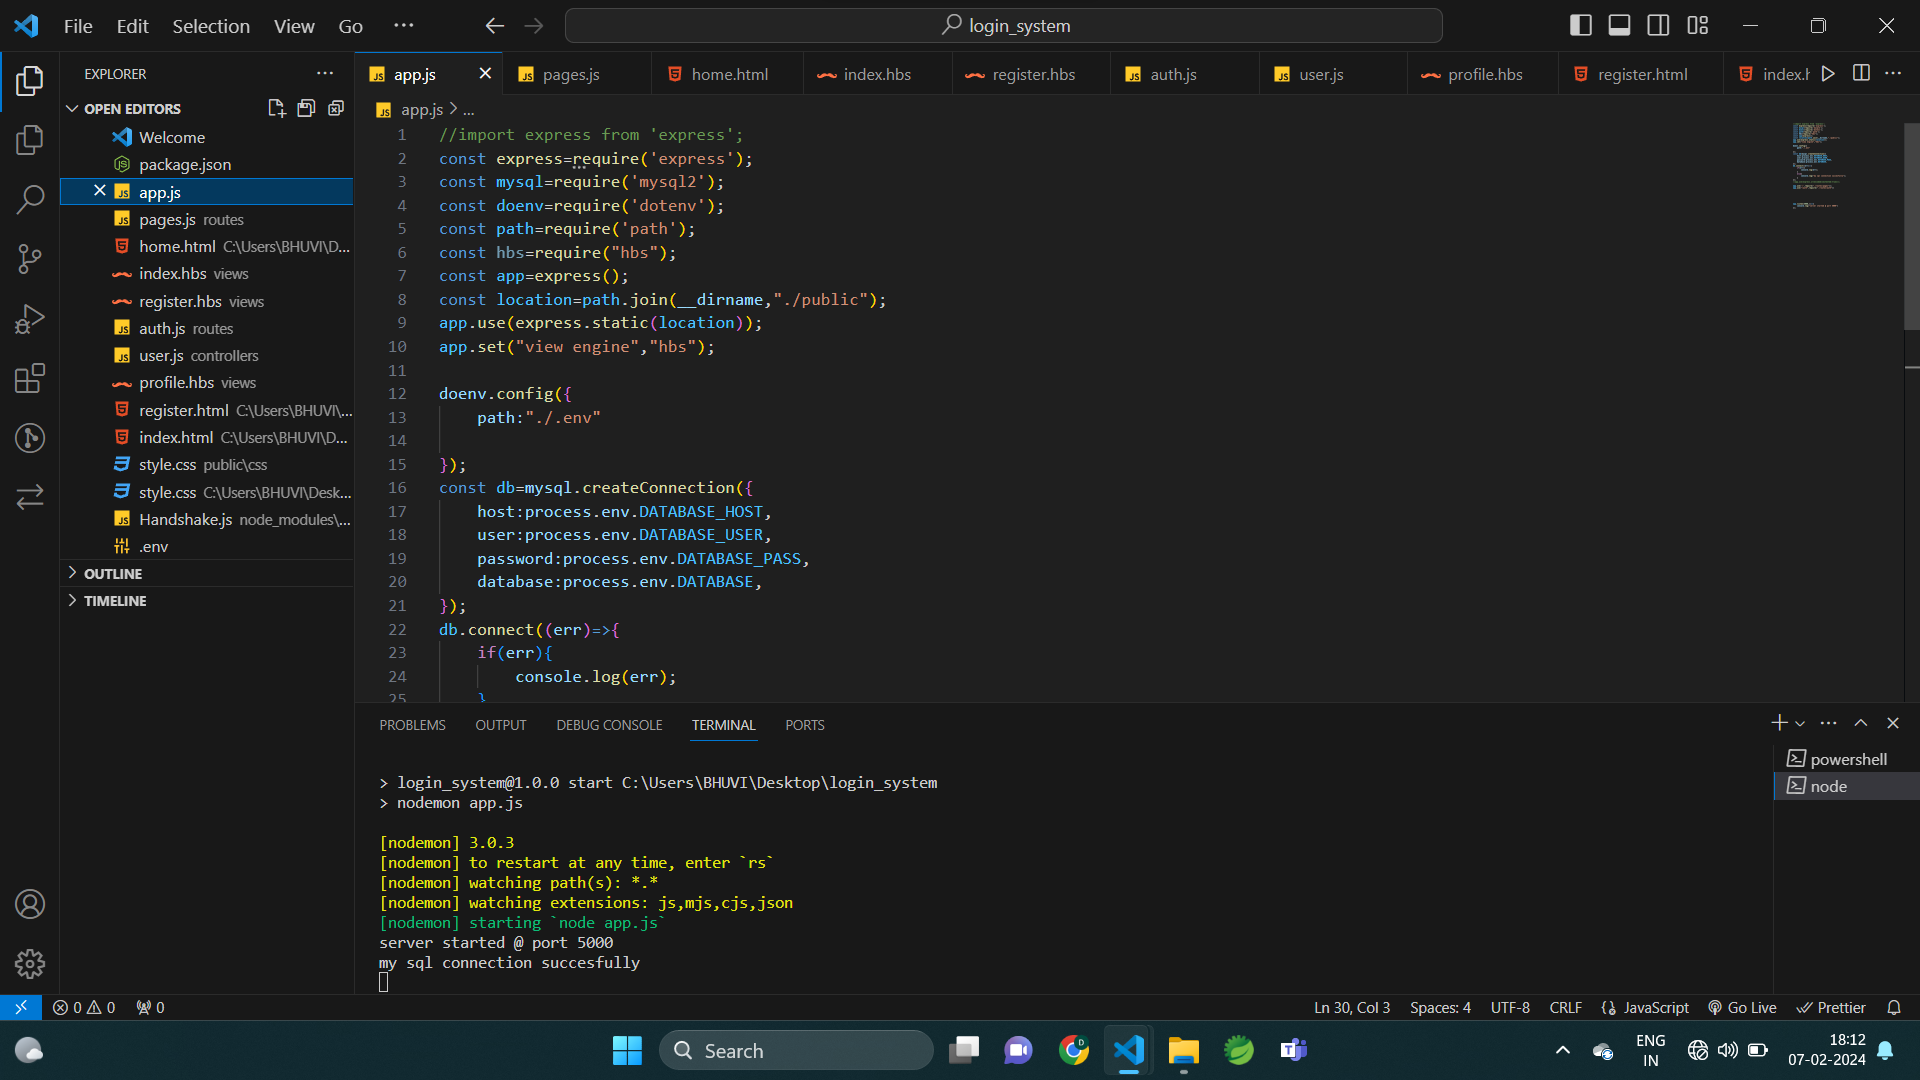 File Edit Selection View Go ...
login_system
EXPLORER
OPEN EDITORS
Welcome
package.json
app.js
pages.js routes
home.html C:\Users\BHUVI\D...
index.hbs views
register.hbs views
auth.js routes
user.js controllers
profile.hbs views
register.html C:\Users\BHUVI\...
index.html C:\Users\BHUVI\D...
style.css public\css
style.css C:\Users\BHUVI\Desk...
Handshake.js node_modules\...
.env
OUTLINE
TIMELINE
app.js pages.js home.html index.hbs register.hbs auth.js user.js profile.hbs register.html index.h
app.js > ...
1 //import express from 'express';
2 const express=require('express');
3 const mysql=require('mysql2');
4 const doenv=require('dotenv');
5 const path=require('path');
6 const hbs=require("hbs");
7 const app=express();
8 const location=path.join(__dirname,"./public");
9 app.use(express.static(location));
10 app.set("view engine","hbs");
11
12 doenv.config({
13 path:"./.env"
14
15 });
16 const db=mysql.createConnection({
17 host:process.env.DATABASE_HOST,
18 user:process.env.DATABASE_USER,
19 password:process.env.DATABASE_PASS,
20 database:process.env.DATABASE,
21 });
22 db.connect((err)=>{
23 if(err){
24 console.log(err);
25 }
PROBLEMS OUTPUT DEBUG CONSOLE TERMINAL PORTS
> login_system@1.0.0 start C:\Users\BHUVI\Desktop\login_system
> nodemon app.js
[nodemon] 3.0.3
[nodemon] to restart at any time, enter `rs`
[nodemon] watching path(s): *.*
[nodemon] watching extensions: js,mjs,cjs,json
[nodemon] starting `node app.js`
server started @ port 5000
my sql connection succesfully
powershell
node
0 0 0
Ln 30, Col 3 Spaces: 4 UTF-8 CRLF {} JavaScript Go Live Prettier
Search
ENG
IN
18:12
07-02-2024